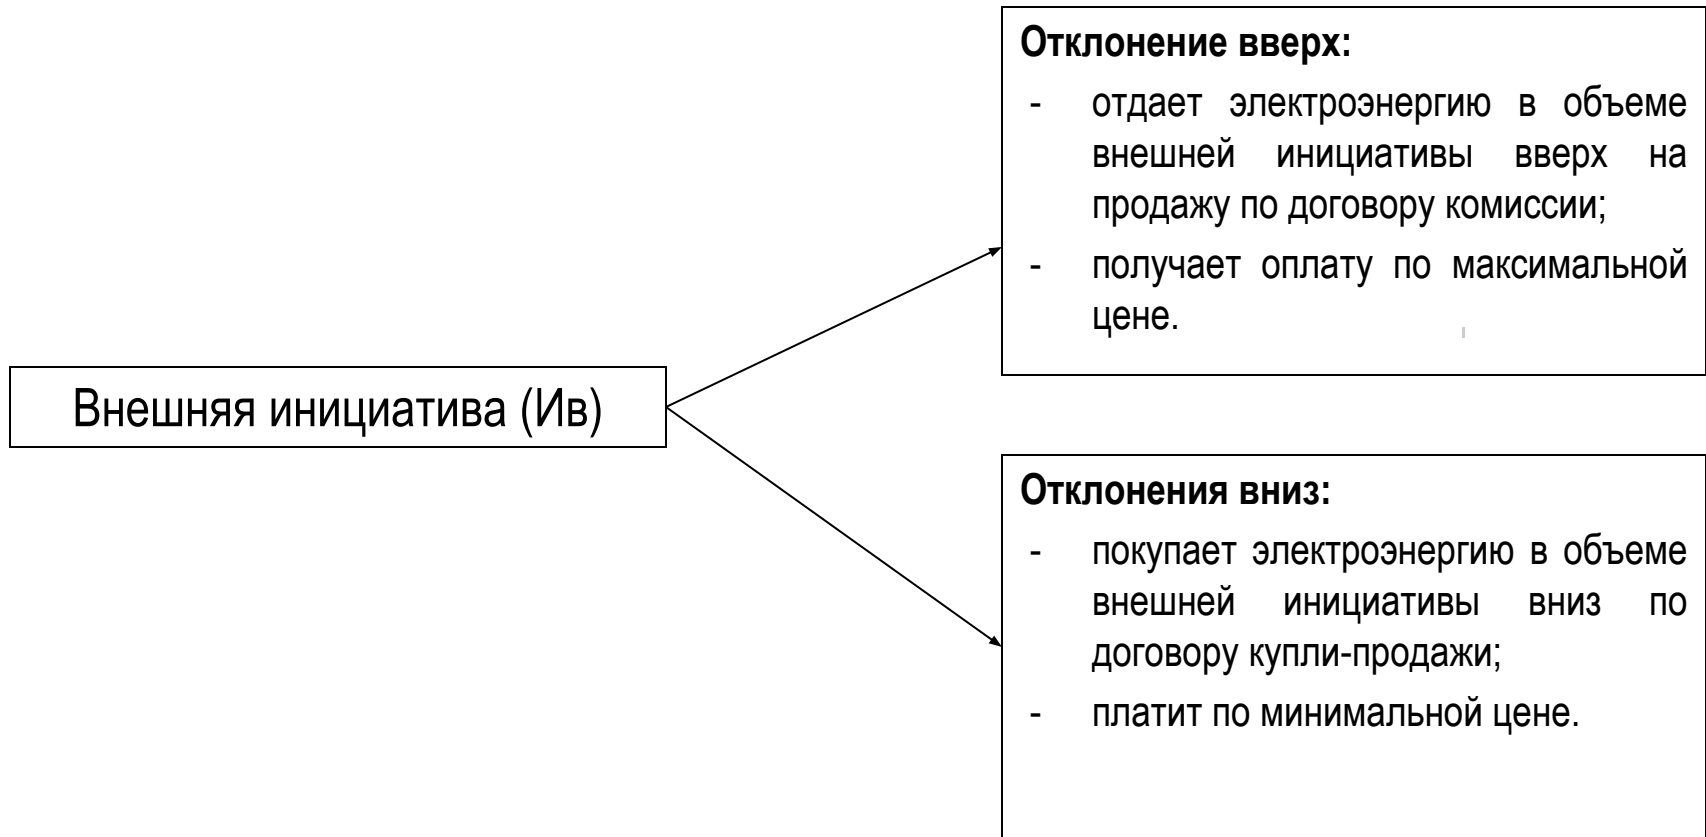 Отклонение вверх:
- отдает электроэнергию в объеме
внешней инициативы вверх на
продажу по договору комиссии;
- получает оплату по максимальной
цене.
Внешняя инициатива (Ив)
Отклонения вниз:
- покупает электроэнергию в объеме
внешней инициативы вниз по
договору купли-продажи;
- платит по минимальной цене.